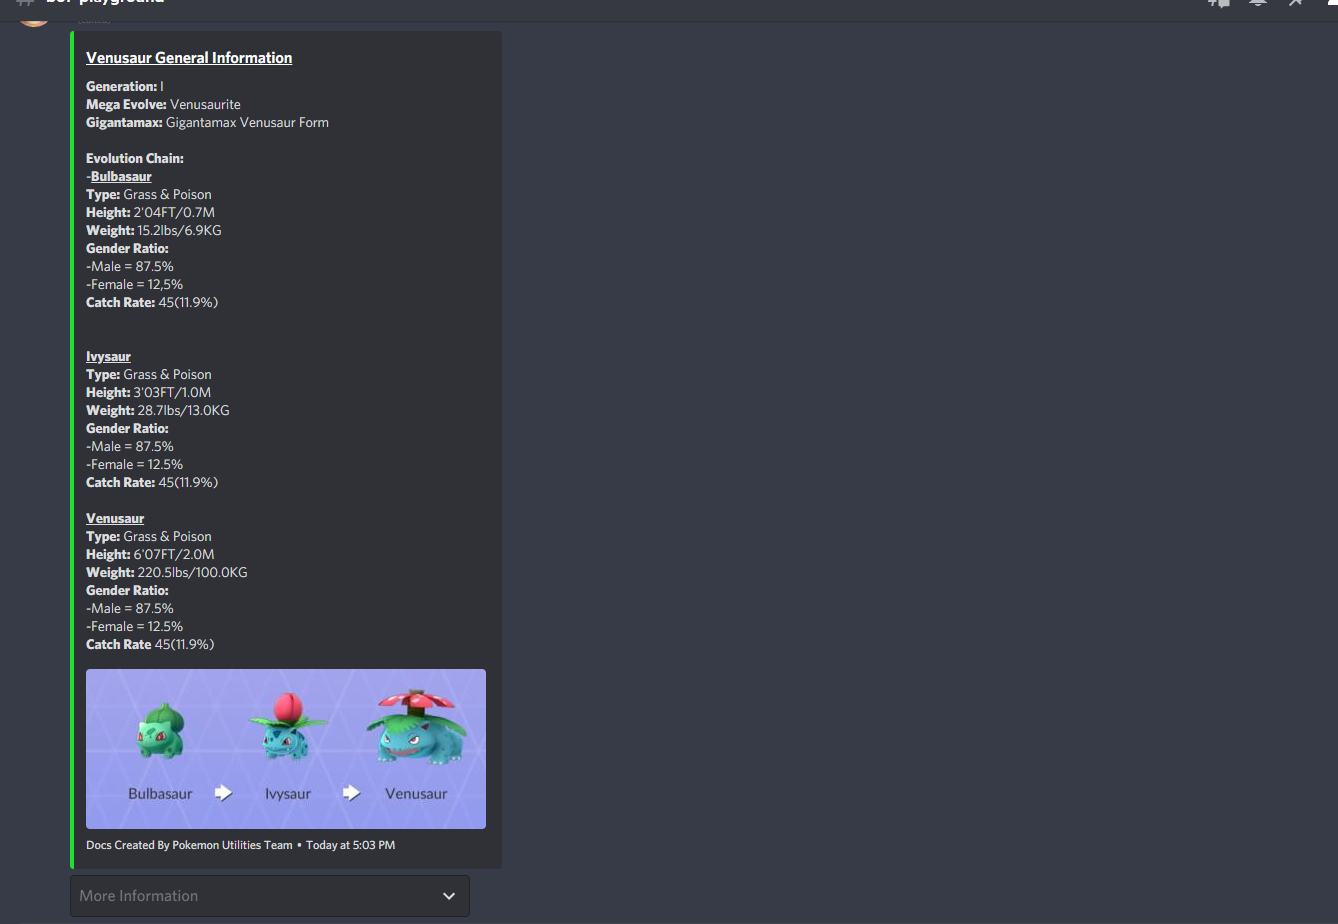 Venusaur General Information
Generation: I
Mega Evolve: Venusaurite
Gigantamax: Gigantamax Venusaur Form
Evolution Chain:
-Bulbasaur
Type: Grass & Poison
Height: 2'04FT/0.7M
Weight: 15.2lbs/6.9KG
Gender Ratio:
-Male = 87.5%
-Female = 12,5%
Catch Rate: 45(11.9%)
Ivysaur
Type: Grass & Poison
Height: 3'03FT/1.0M
Weight: 28.7lbs/13.0KG
Gender Ratio:
-Male = 87.5%
-Female = 12.5%
Catch Rate: 45(11.9%)
Venusaur
Type: Grass & Poison
Height: 6'07FT/2.0M
Weight: 220.5lbs/100.0KG
Gender Ratio:
-Male = 87.5%
-Female = 12.5%
Catch Rate 45(11.9%)
Bulbasaur Ivysaur Venusaur
Docs Created By Pokemon Utilities Team • Today at 5:03 PM
More Information